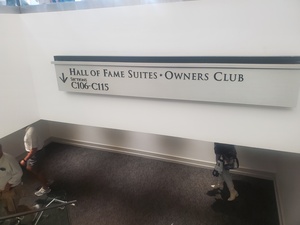 HALL OF FAME SUITES • OWNERS CLUB
SECTIONS
C106-C115